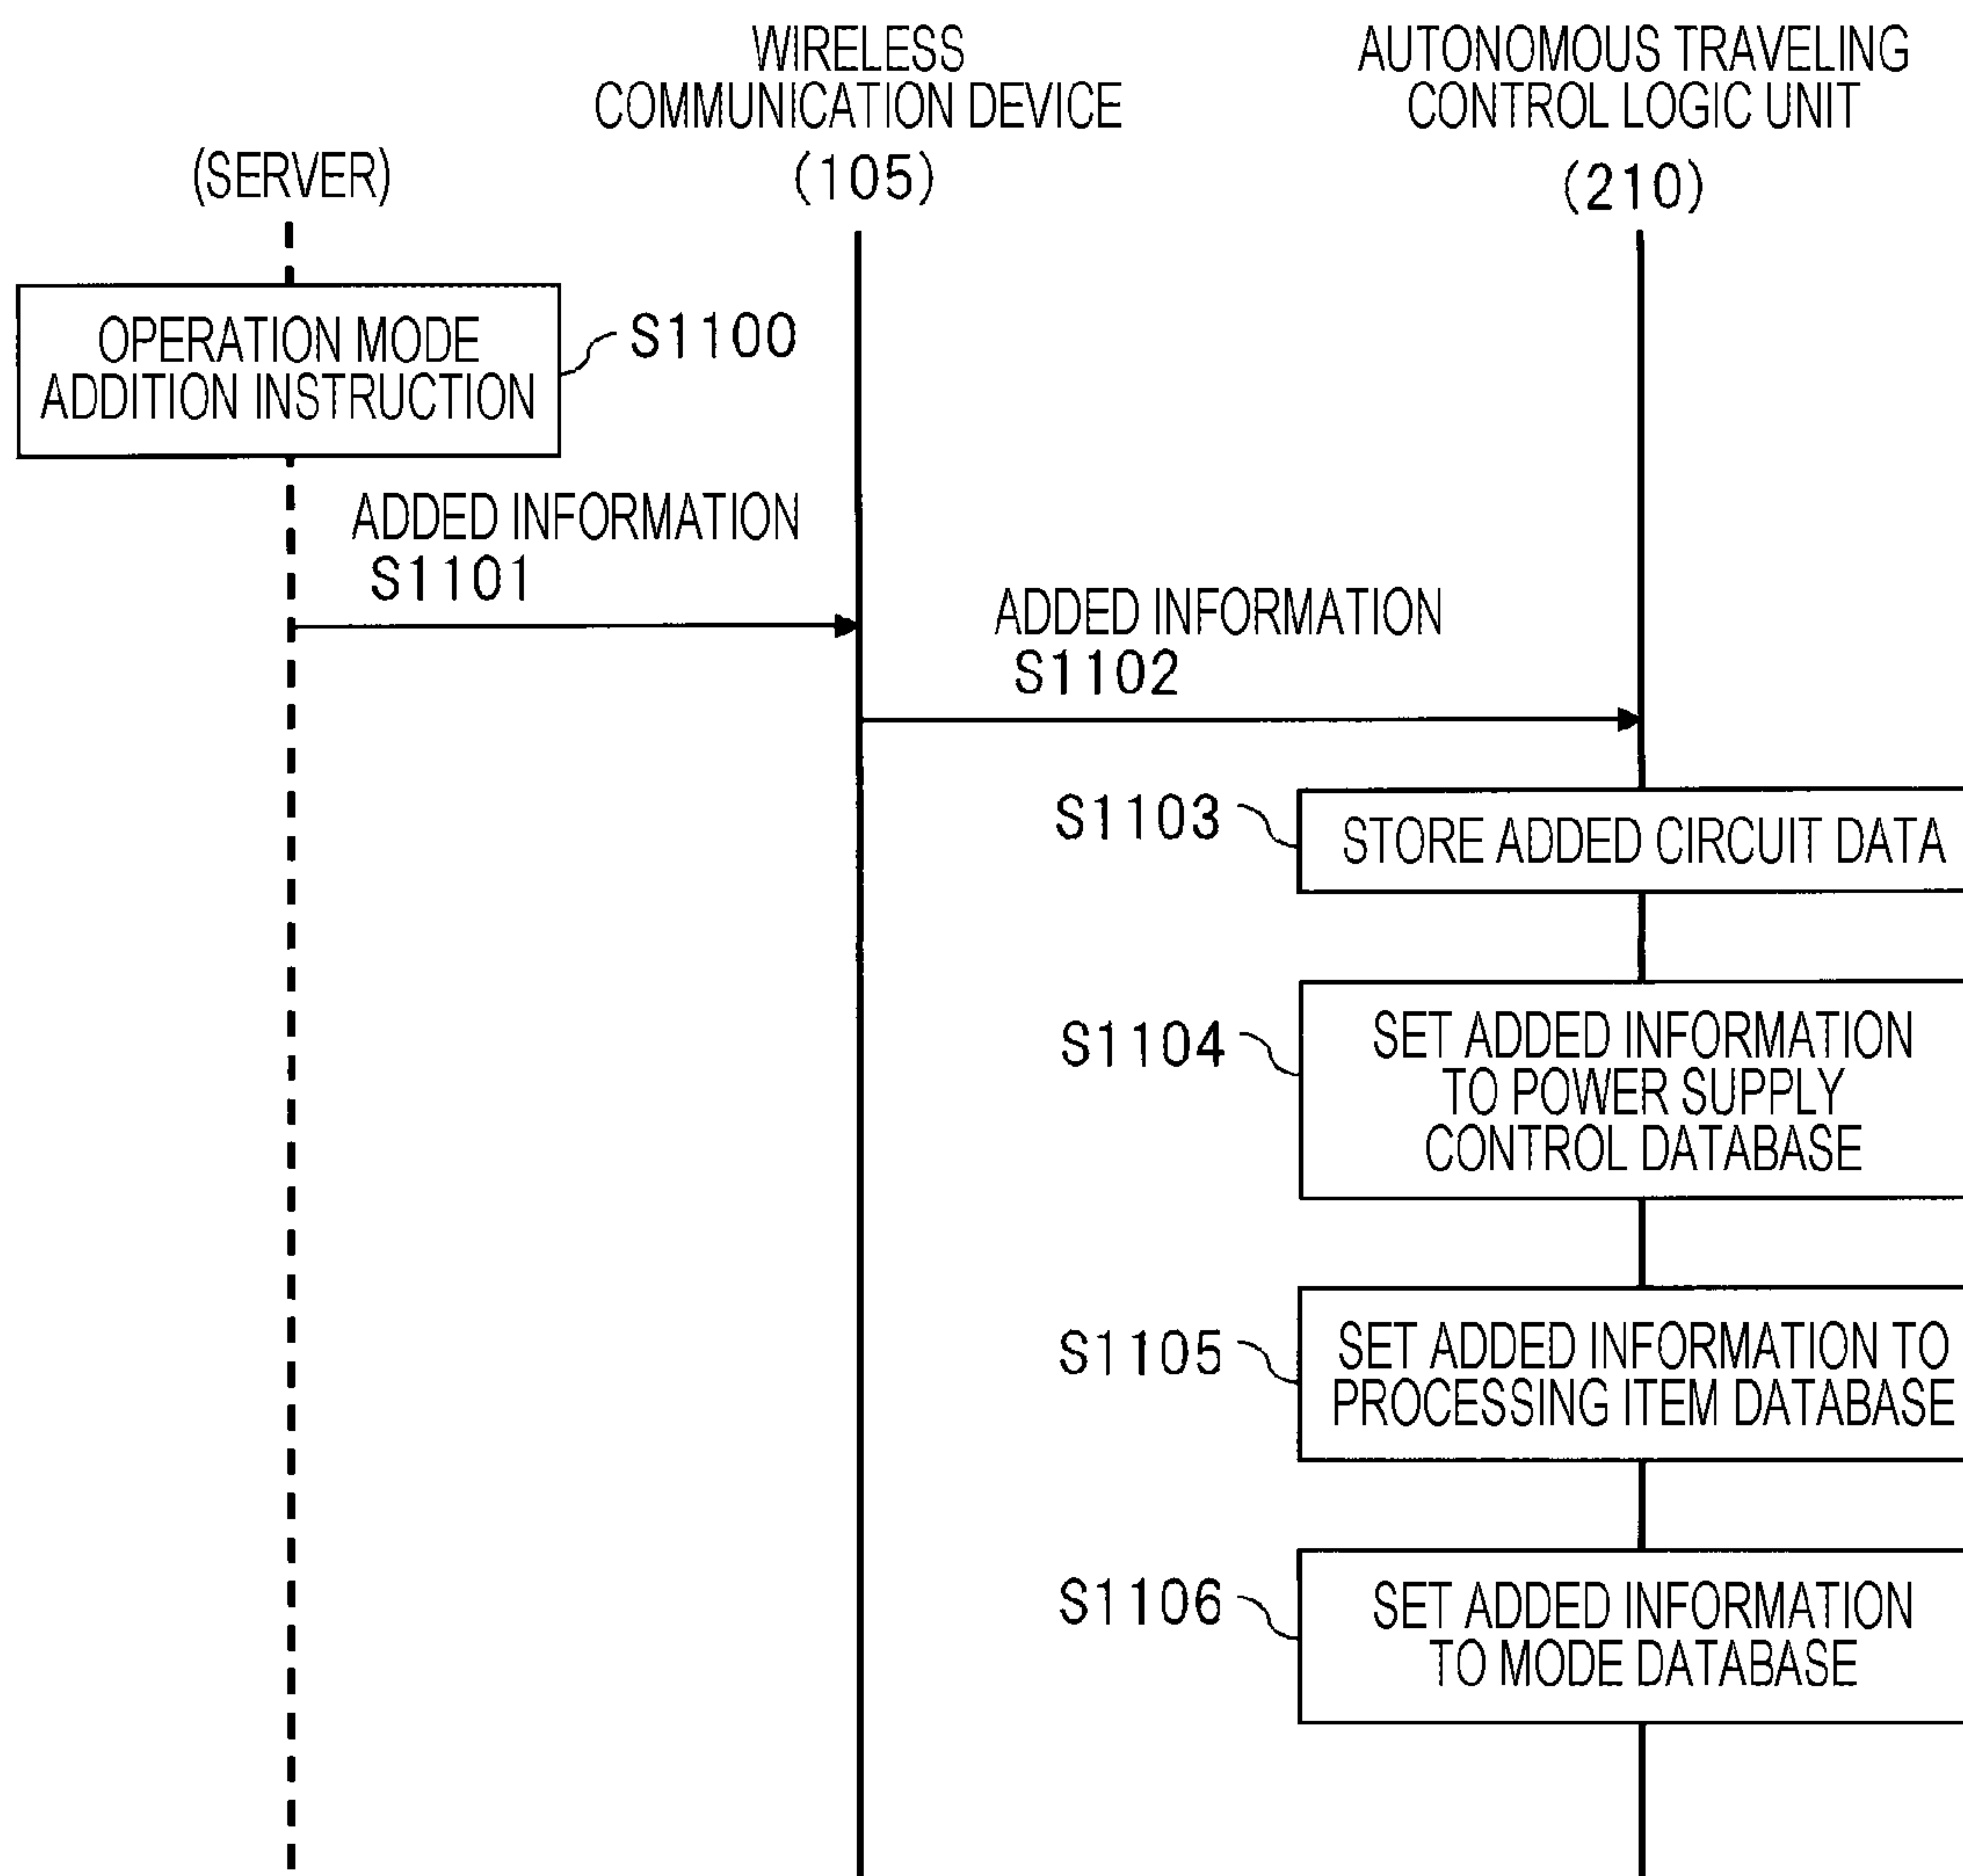 WIRELESS
COMMUNICATION DEVICE
(105)
AUTONOMOUS TRAVELING
CONTROL LOGIC UNIT
(210)
(SERVER)
OPERATION MODE
ADDITION INSTRUCTION
S1100
ADDED INFORMATION
S1101
ADDED INFORMATION
S1102
S1103
STORE ADDED CIRCUIT DATA
S1104
SET ADDED INFORMATION
TO POWER SUPPLY
CONTROL DATABASE
S1105
SET ADDED INFORMATION TO
PROCESSING ITEM DATABASE
S1106
SET ADDED INFORMATION
TO MODE DATABASE